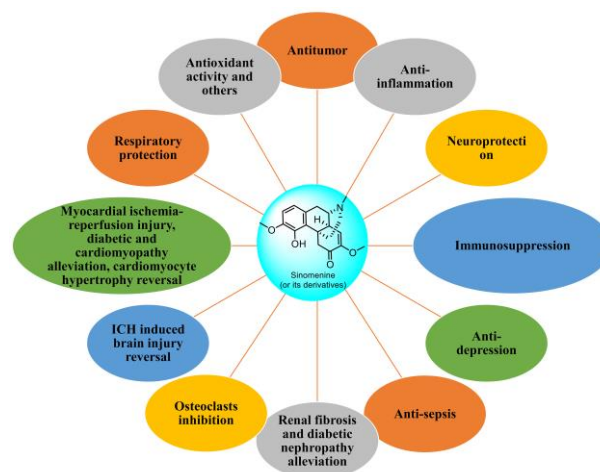 Antitumor
Anti-
inflammation
Neuroprotecti
on
Immunosuppression
Anti-
depression
Anti-sepsis
Renal fibrosis and
diabetic
nephropathy
alleviation
Osteoclasts
inhibition
ICH induced
brain injury
reversal
Myocardial ischemia-
reperfusion injury,
diabetic and
cardiomyopathy
alleviation, cardiomyocyte
hypertrophy reversal
Respiratory
protection
Antioxidant
activity and
others
N
H
O
OH
O
O
Sinomenine
(or its derivatives)